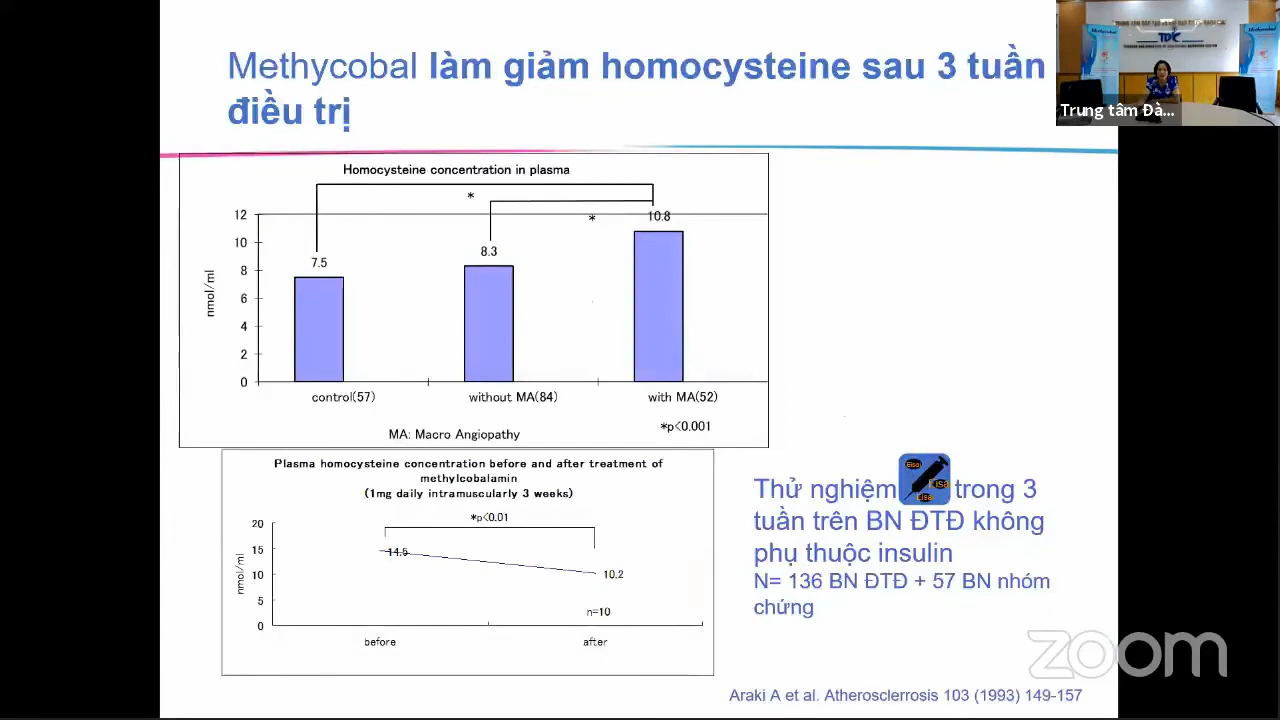 Methycobal làm giảm homocysteine sau 3 tuần
điều trị
Trung tâm Đà...
Homocysteine concentration in plasma
nmol/ml
12
10
8
6
4
2
0
*
*
7.5
8.3
10.8
control(57)
without MA(84)
with MA(52)
*p<0.001
MA: Macro Angiopathy
Plasma homocysteine concentration before and after treatment of
methylcobalamin
(1mg daily intramuscularly 3 weeks)
*p<0.01
nmol/ml
20
15
10
5
0
10.2
n=10
before
after
Thử nghiệm trong 3
tuần trên BN ĐTĐ không
phụ thuộc insulin
N= 136 BN ĐTĐ + 57 BN nhóm
chứng
Eisai
zoom
Araki A et al. Atherosclerrosis 103 (1993) 149-157